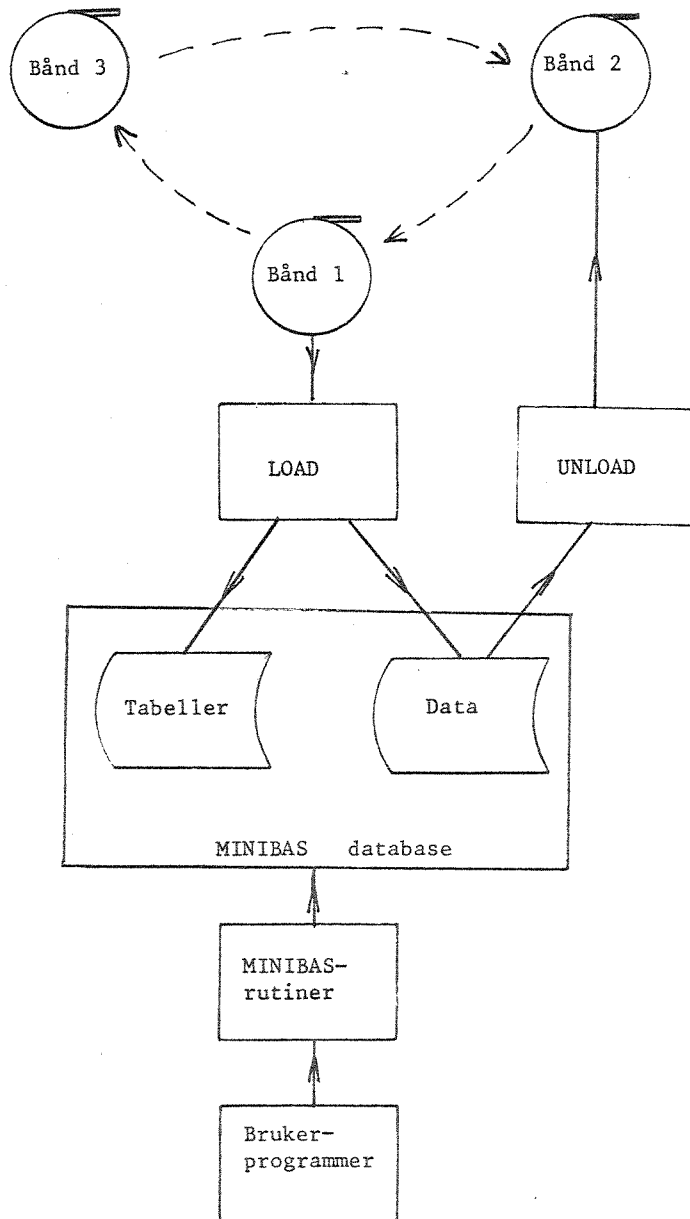 Bånd 3
Bånd 2
Bånd 1
LOAD
UNLOAD
Tabeller
Data
MINIBAS database
MINIBAS-
rutiner
Bruker-
programmer